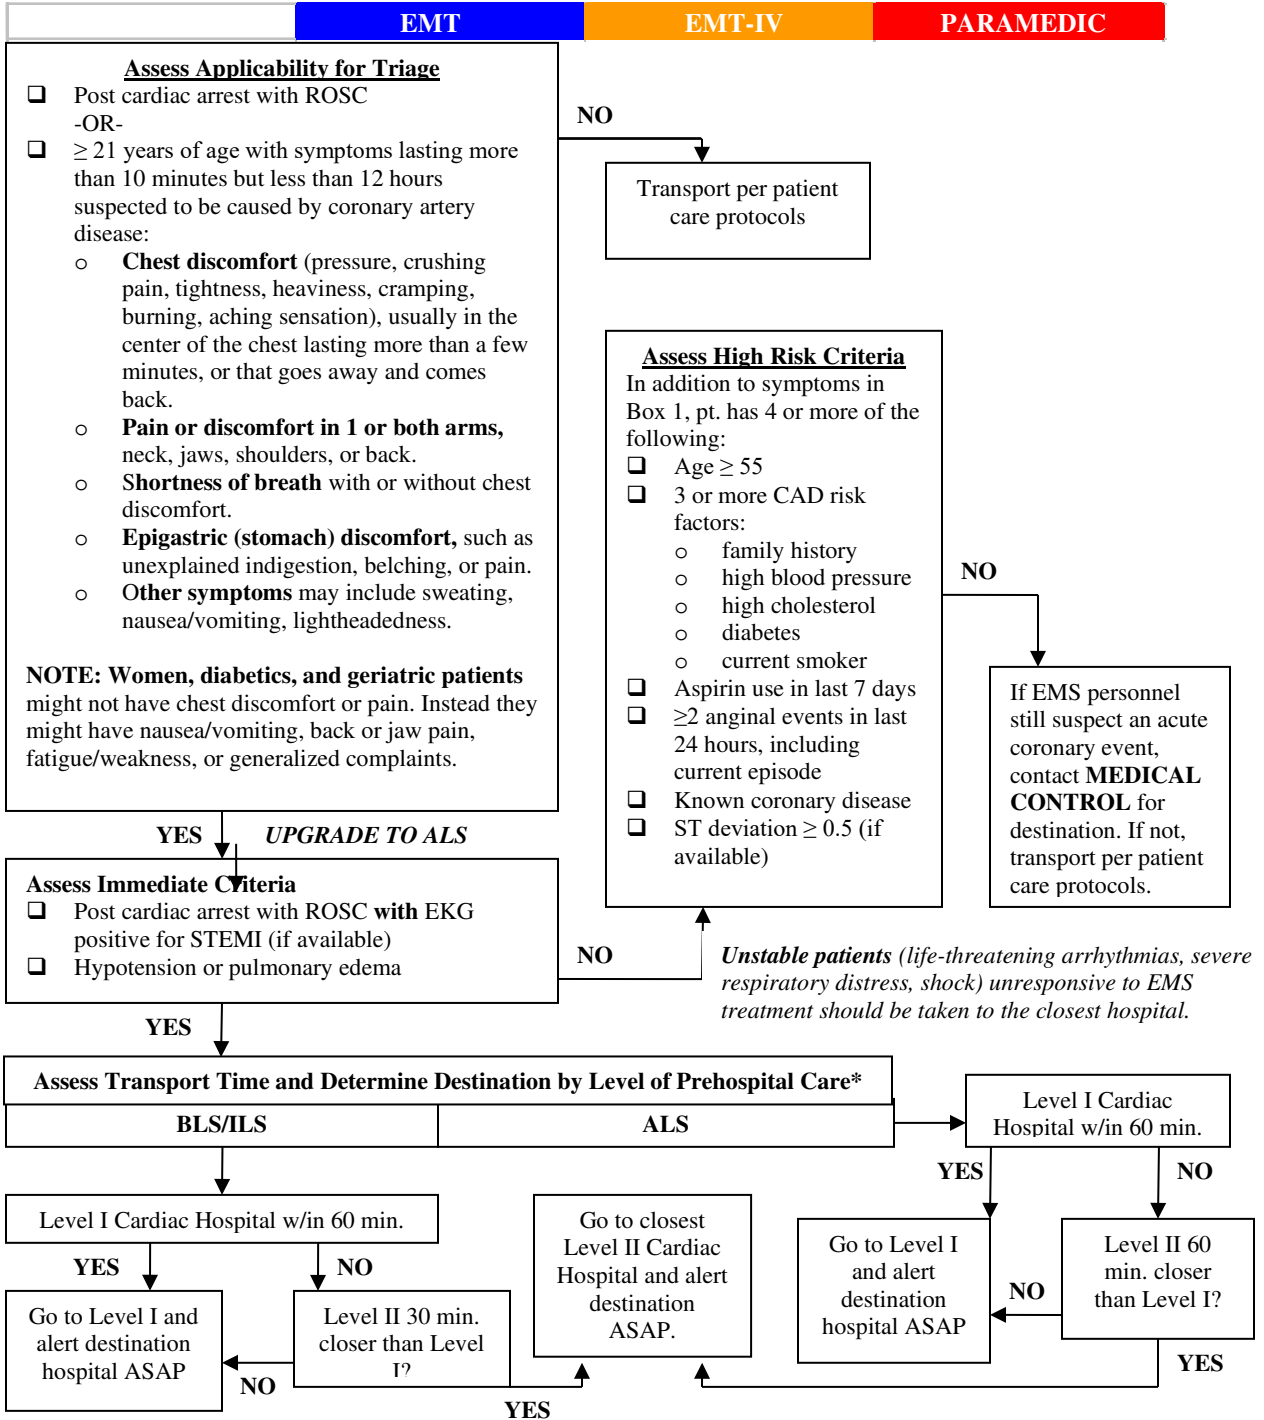 EMT
EMT-IV
PARAMEDIC
Assess Applicability for Triage
❑ Post cardiac arrest with ROSC
-OR-
❑ ≥ 21 years of age with symptoms lasting more
than 10 minutes but less than 12 hours
suspected to be caused by coronary artery
disease:
o Chest discomfort (pressure, crushing
pain, tightness, heaviness, cramping,
burning, aching sensation), usually in the
center of the chest lasting more than a few
minutes, or that goes away and comes
back.
o Pain or discomfort in 1 or both arms,
neck, jaws, shoulders, or back.
o Shortness of breath with or without chest
discomfort.
o Epigastric (stomach) discomfort, such as
unexplained indigestion, belching, or pain.
o Other symptoms may include sweating,
nausea/vomiting, lightheadedness.
NOTE: Women, diabetics, and geriatric patients
might not have chest discomfort or pain. Instead they
might have nausea/vomiting, back or jaw pain,
fatigue/weakness, or generalized complaints.
NO
Transport per patient
care protocols
YES
UPGRADE TO ALS
Assess Immediate Criteria
❑ Post cardiac arrest with ROSC with EKG
positive for STEMI (if available)
❑ Hypotension or pulmonary edema
NO
Assess High Risk Criteria
In addition to symptoms in
Box 1, pt. has 4 or more of the
following:
❑ Age ≥ 55
❑ 3 or more CAD risk
factors:
o family history
o high blood pressure
o high cholesterol
o diabetes
o current smoker
❑ Aspirin use in last 7 days
❑ ≥2 anginal events in last
24 hours, including
current episode
❑ Known coronary disease
❑ ST deviation ≥ 0.5 (if
available)
NO
If EMS personnel
still suspect an acute
coronary event,
contact MEDICAL
CONTROL for
destination. If not,
transport per patient
care protocols.
Unstable patients (life-threatening arrhythmias, severe
respiratory distress, shock) unresponsive to EMS
treatment should be taken to the closest hospital.
YES
Assess Transport Time and Determine Destination by Level of Prehospital Care*
BLS/ILS
ALS
Level I Cardiac Hospital w/in 60 min.
YES
NO
Go to Level I and
alert destination
hospital ASAP
NO
Level II 30 min.
closer than Level
I?
YES
Go to closest
Level II Cardiac
Hospital and alert
destination
ASAP.
Level I Cardiac
Hospital w/in 60 min.
YES
NO
Go to Level I
and alert
destination
hospital ASAP
NO
Level II 60
min. closer
than Level I?
YES